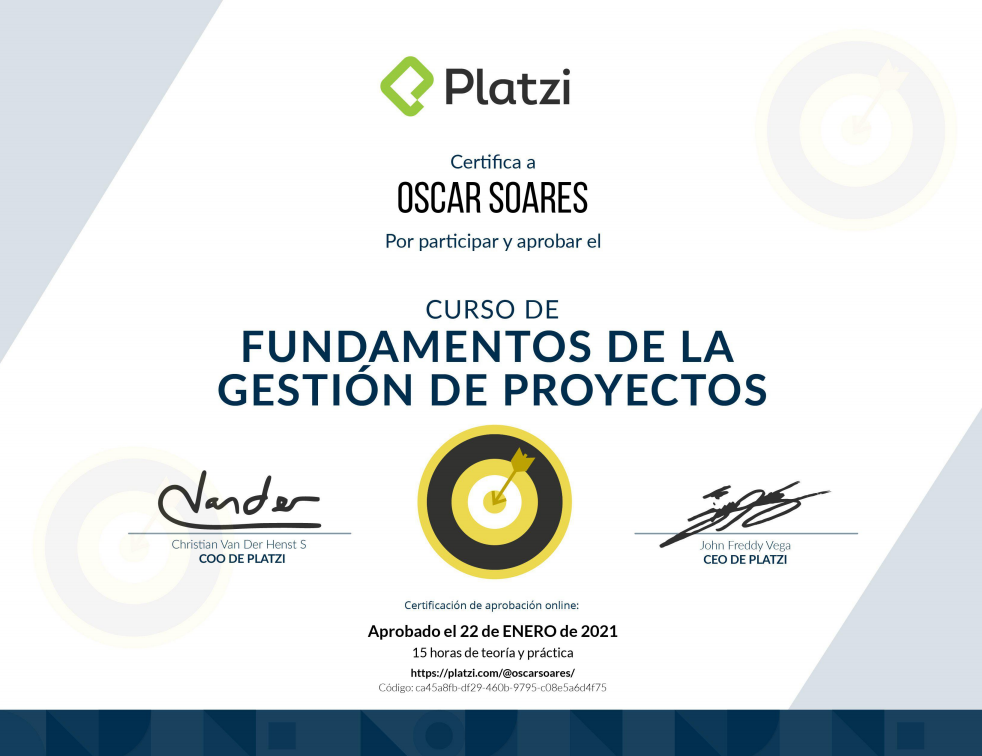 Platzi
Certifica a
OSCAR SOARES
Por participar y aprobar el
CURSO DE
FUNDAMENTOS DE LA
GESTIÓN DE PROYECTOS
Vander
Christian Van Der Henst S
COO DE PLATZI
John Freddy Vega
CEO DE PLATZI
Certificación de aprobación online:
Aprobado el 22 de ENERO de 2021
15 horas de teoría y práctica
https://platzi.com/@oscarsoares/
Código: ca45a8fb-df29-460b-9795-c08e5a6d4f75